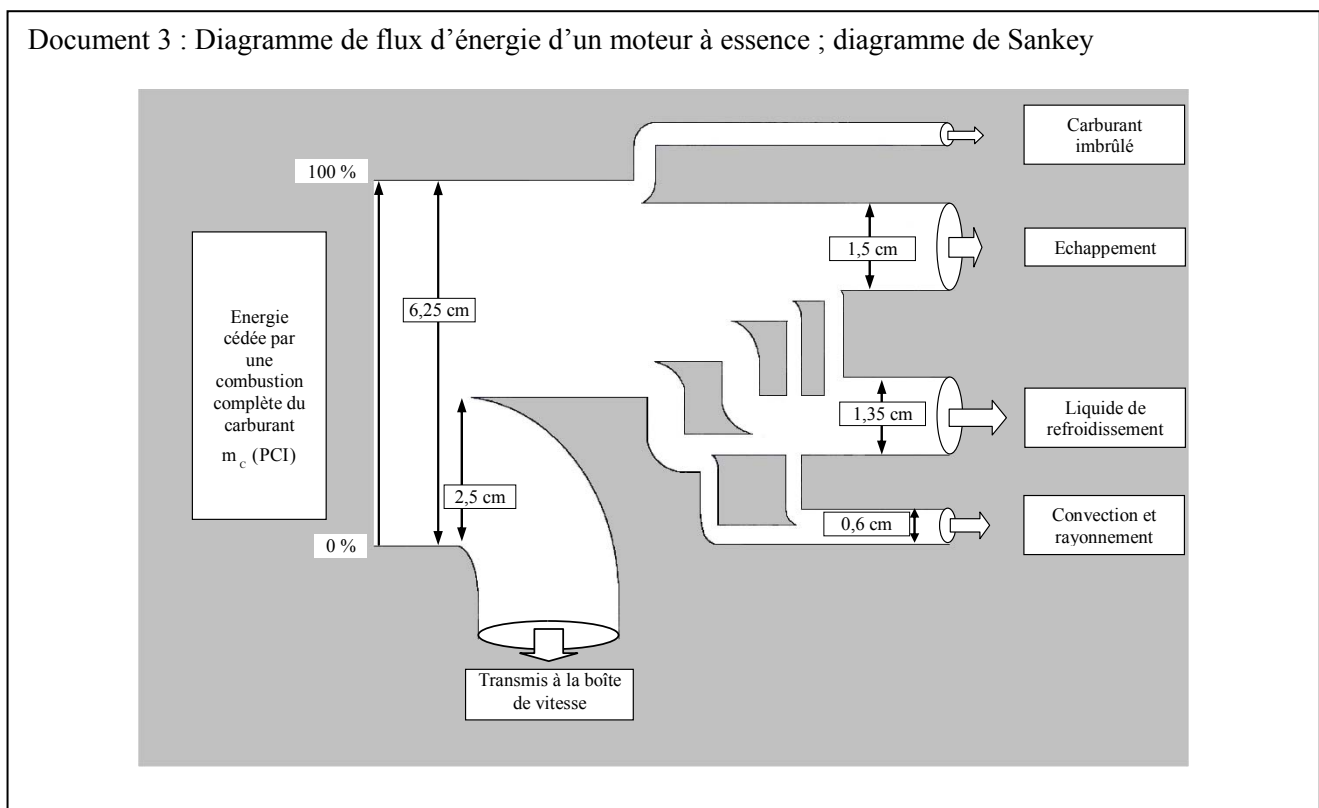 Document 3 : Diagramme de flux d’énergie d’un moteur à essence ; diagramme de Sankey
Carburant
imbrûlé
100 %
1,5 cm
Echappement
6,25 cm
Energie
cédée par
une
combustion
complète du
carburant
m c (PCI)
1,35 cm
Liquide de
refroidissement
2,5 cm
0,6 cm
Convection et
rayonnement
0 %
Transmis à la boîte
de vitesse